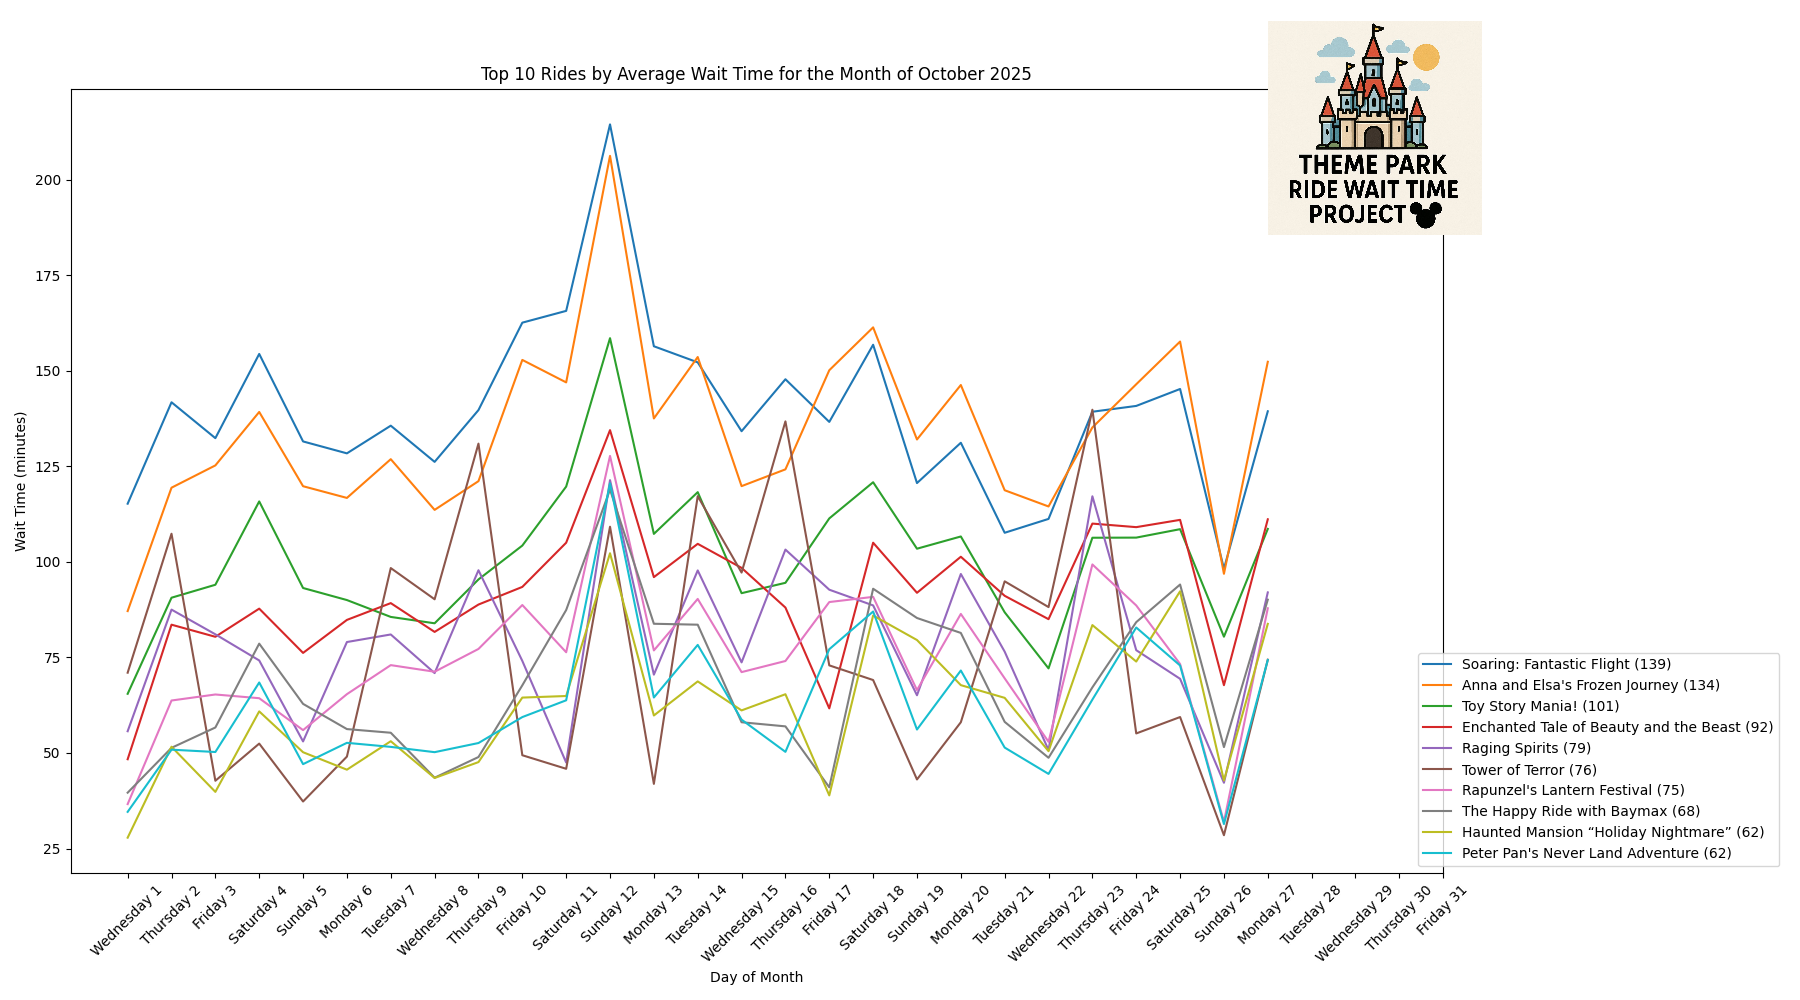 Top 10 Rides by Average Wait Time for the Month of October 2025
THEME PARK
RIDE WAIT TIME
PROJECT
Wait Time (minutes)
200
175
150
125
100
75
50
25
Soaring: Fantastic Flight (139)
Anna and Elsa's Frozen Journey (134)
Toy Story Mania! (101)
Enchanted Tale of Beauty and the Beast (92)
Raging Spirits (79)
Tower of Terror (76)
Rapunzel's Lantern Festival (75)
The Happy Ride with Baymax (68)
Haunted Mansion “Holiday Nightmare” (62)
Peter Pan's Never Land Adventure (62)
Wednesday 1
Thursday 2
Friday 3
Saturday 4
Sunday 5
Monday 6
Tuesday 7
Wednesday 8
Thursday 9
Friday 10
Saturday 11
Sunday 12
Monday 13
Tuesday 14
Wednesday 15
Thursday 16
Friday 17
Saturday 18
Sunday 19
Monday 20
Tuesday 21
Wednesday 22
Thursday 23
Friday 24
Saturday 25
Sunday 26
Monday 27
Tuesday 28
Wednesday 29
Thursday 30
Friday 31
Day of Month